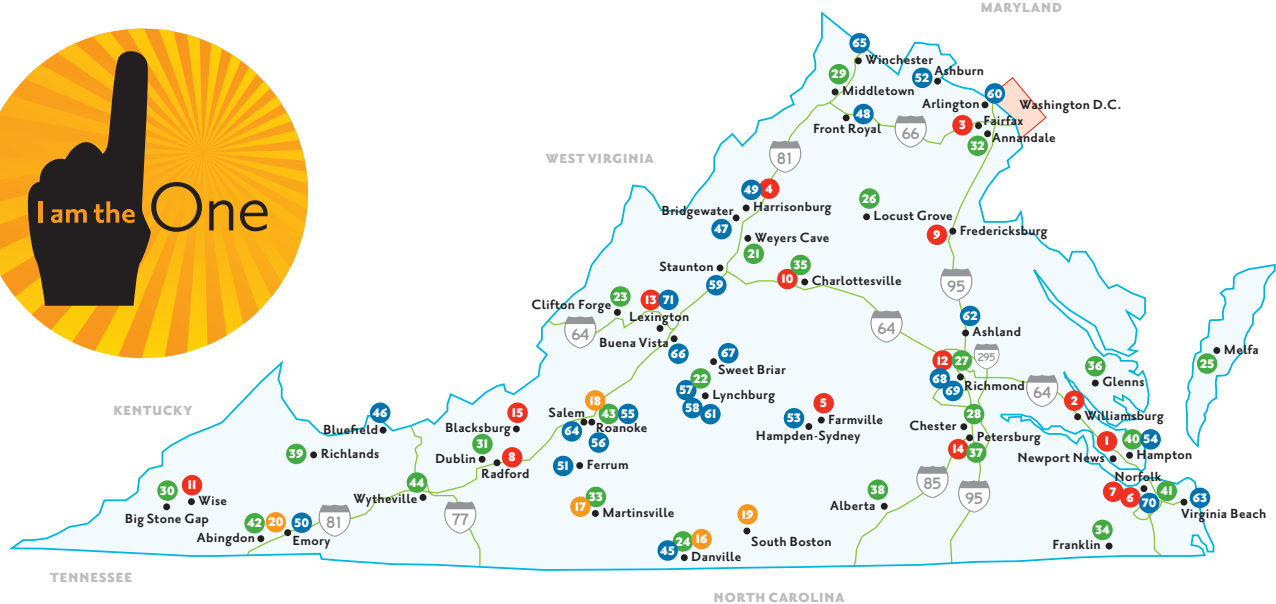 MARYLAND
65
Winchester
29
52
Ashburn
Middletown
60
Arlington
Washington D.C.
48
3
Fairfax
Front Royal
66
Annandale
32
WEST VIRGINIA
81
I am the One
49
4
26
Bridgewater
Harrisonburg
Locust Grove
47
9
Fredericksburg
Weyers Cave
21
Staunton
35
10
Charlottesville
59
95
Clifton Forge
23
13
71
64
Lexington
64
62
Ashland
Buena Vista
66
67
12
27
295
Melfa
25
Sweet Briar
36
Glenns
22
68
69
Richmond
64
57
Lynchburg
58
61
KENTUCKY
46
18
15
5
2
Salem
43
55
53
Farmville
28
Williamsburg
Bluefield
Blacksburg
64
Roanoke
Hampden-Sydney
Chester
Petersburg
1
40
54
31
56
14
37
39
Richlands
Dublin
8
51
Ferrum
Newport News
Hampton
Radford
Norfolk
30
11
44
85
95
7
6
70
41
63
Wise
Wytheville
17
33
38
Big Stone Gap
Martinsville
Alberta
Virginia Beach
42
20
50
81
77
19
34
Abingdon
Emory
South Boston
Franklin
45
24
16
Danville
TENNESSEE
NORTH CAROLINA